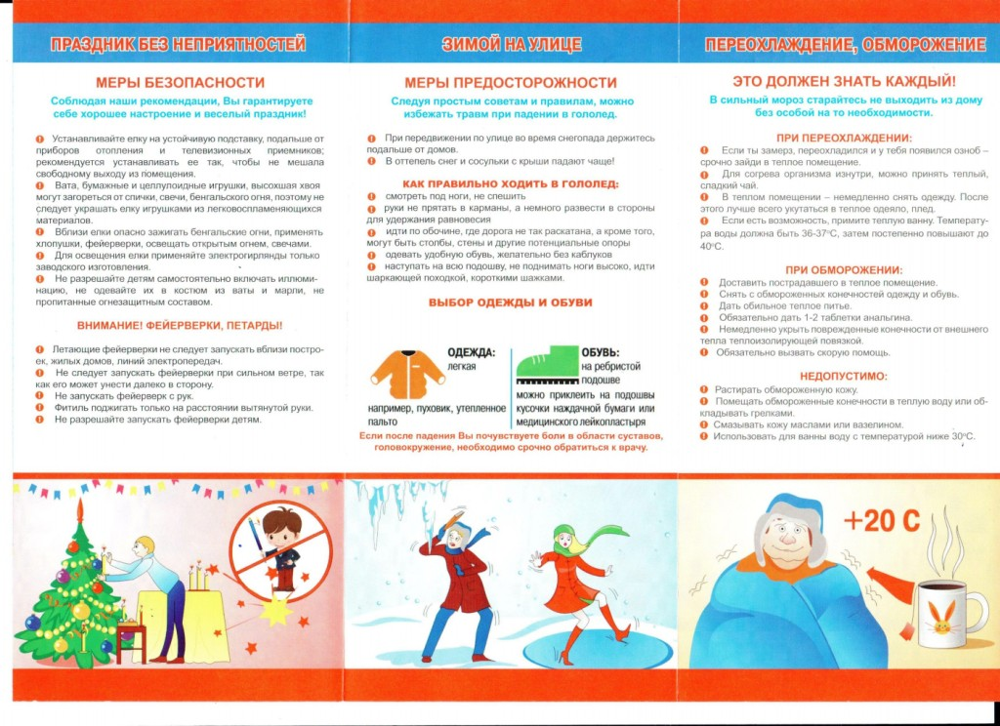 ПРАЗДНИК БЕЗ НЕПРИЯТНОСТЕЙ
МЕРЫ БЕЗОПАСНОСТИ
Соблюдая наши рекомендации, Вы гарантируете
себе хорошее настроение и веселый праздник!
Устанавливайте елку на устойчивую подставку, подальше от
приборов отопления и телевизионных приемников;
рекомендуется устанавливать ее так, чтобы не мешала
свободному выходу из помещения.
Вата, бумажные и целлулоидные игрушки, высохшая хвоя
могут загореться от спички, свечи, бенгальского огня, поэтому не
следует украшать елку игрушками из легковоспламеняющихся
материалов.
Вблизи елки опасно зажигать бенгальские огни, применять
хлопушки, фейерверки, освещать открытым огнем, свечами.
Для освещения елки применяйте электрогирлянды только
заводского изготовления.
Не разрешайте детям самостоятельно включать иллюми-
нацию, не одевайте их в костюм из ваты и марли, не
пропитанные огнезащитным составом.
ВНИМАНИЕ! ФЕЙЕРВЕРКИ, ПЕТАРДЫ!
Летающие фейерверки не следует запускать вблизи постро-
ек, жилых домов, линий электропередач.
Не следует запускать фейерверки при сильном ветре, так
как его может унести далеко в сторону.
Не запускать фейерверк с рук.
Фитиль поджигать только на расстоянии вытянутой руки.
Не разрешайте запускать фейерверки детям.
ЗИМОЙ НА УЛИЦЕ
МЕРЫ ПРЕДОСТОРОЖНОСТИ
Следуя простым советам и правилам, можно
избежать травм при падении в гололед.
При передвижении по улице во время снегопада держитесь
подальше от домов.
В оттепель снег и сосульки с крыши падают чаще!
КАК ПРАВИЛЬНО ХОДИТЬ В ГОЛОЛЕД:
смотреть под ноги, не спешить
руки не прятать в карманы, а немного развести в стороны
для удержания равновесия
идти по обочине, где дорога не так раскатана, а кроме того,
могут быть столбы, стены и другие потенциальные опоры
одевать удобную обувь, желательно без каблуков
наступать на всю подошву, не поднимать ноги высоко, идти
шаркающей походкой, короткими шажками.
ВЫБОР ОДЕЖДЫ И ОБУВИ
ОДЕЖДА:
легкая
например, пуховик, утепленное
пальто
ОБУВЬ:
на ребристой
подошве
можно приклеить на подошвы
кусочки наждачной бумаги или
медицинского лейкопластыря
Если после падения Вы почувствуете боли в области суставов,
головокружение, необходимо срочно обратиться к врачу.
ПЕРЕОХЛАЖДЕНИЕ, ОБМОРОЖЕНИЕ
ЭТО ДОЛЖЕН ЗНАТЬ КАЖДЫЙ!
В сильный мороз старайтесь не выходить из дому
без особой на то необходимости.
ПРИ ПЕРЕОХЛАЖДЕНИИ:
Если ты замерз, переохладился и у тебя появился озноб –
срочно зайди в теплое помещение.
Для согрева организма изнутри, можно принять теплый,
сладкий чай.
В теплом помещении – немедленно снять одежду. После
этого лучше всего укутаться в теплое одеяло, плед.
Если есть возможность, примите теплую ванну. Температу-
ра воды должна быть 36-37°С, затем постепенно повышают до
40°С.
ПРИ ОБМОРОЖЕНИИ:
Доставить пострадавшего в теплое помещение.
Снять с обмороженных конечностей одежду и обувь.
Дать обильное теплое питье.
Обязательно дать 1-2 таблетки анальгина.
Немедленно укрыть поврежденные конечности от внешнего
тепла теплоизолирующей повязкой.
Обязательно вызвать скорую помощь.
НЕДОПУСТИМО:
Растирать обмороженную кожу.
Помещать обмороженные конечности в теплую воду или об-
кладывать грелками.
Смазывать кожу маслами или вазелином.
Использовать для ванны воду с температурой ниже 30°С.
+20 С